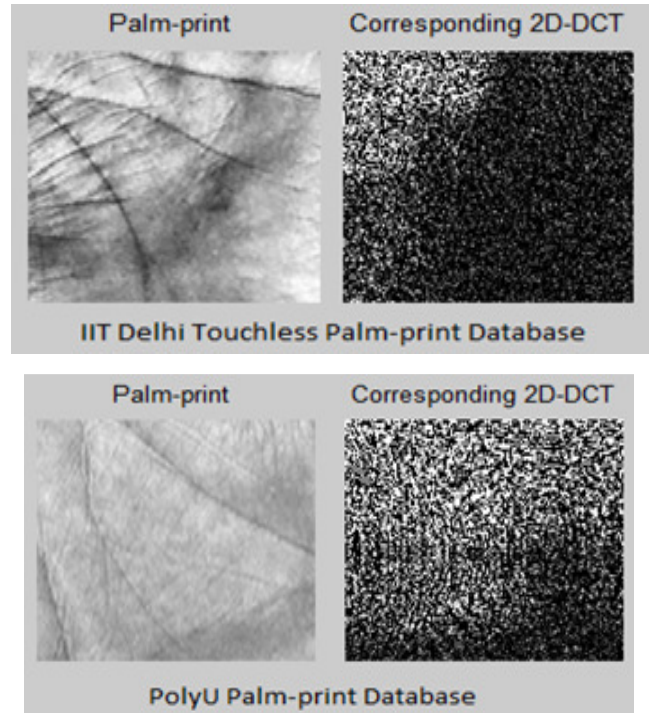 Palm-print
Corresponding 2D-DCT
IIT Delhi Touchless Palm-print Database
Palm-print
Corresponding 2D-DCT
PolyU Palm-print Database